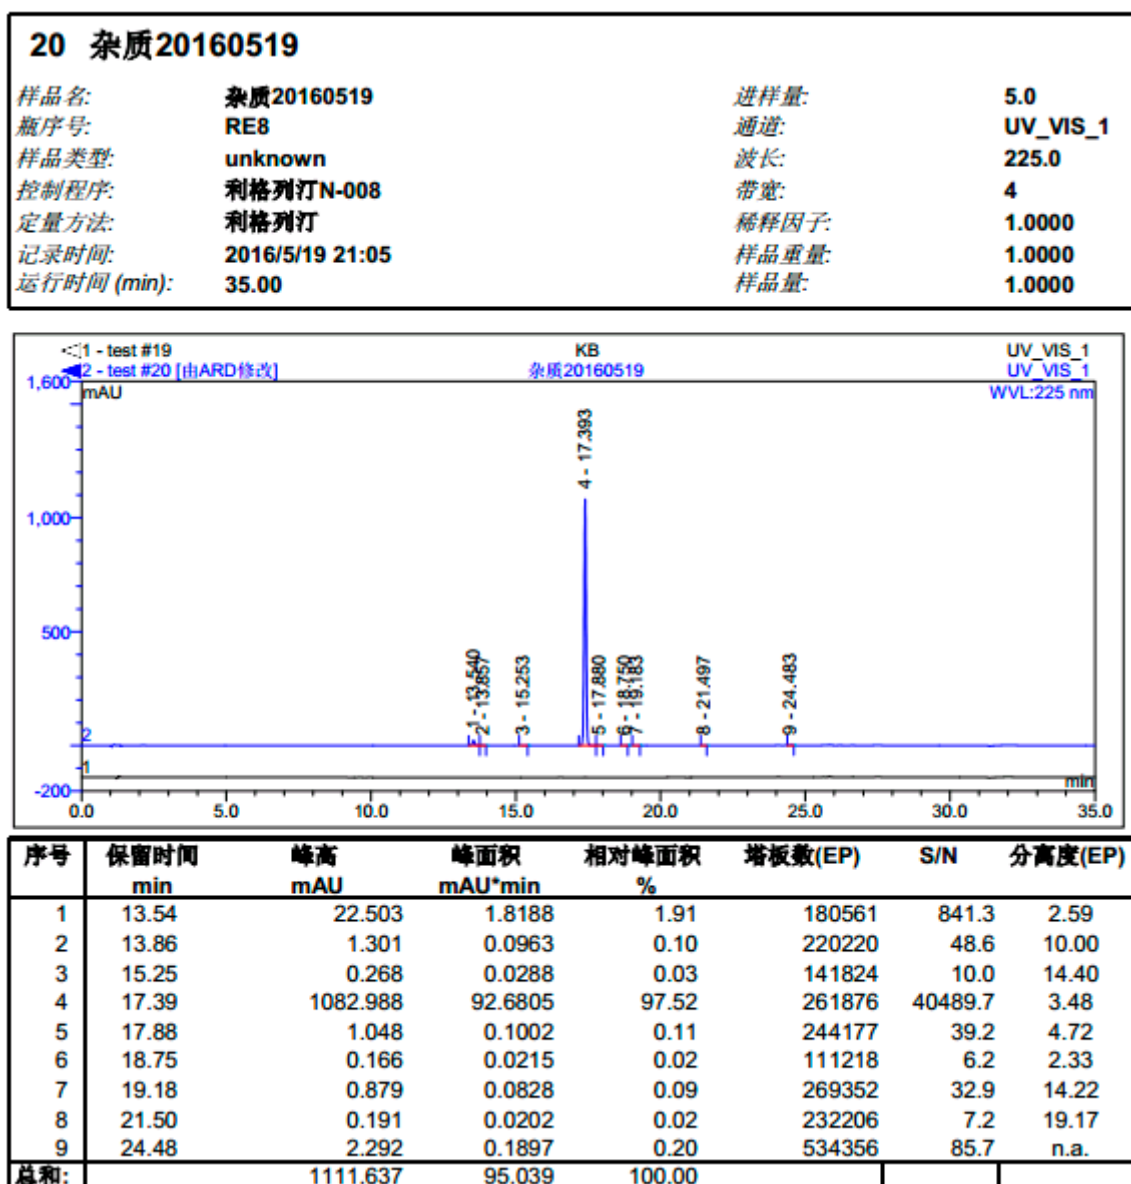 20 杂质20160519
样品名: 杂质20160519 进样量: 5.0
瓶序号: RE8 通道: UV_VIS_1
样品类型: unknown 波长: 225.0
控制程序: 利格列汀N-008 带宽: 4
定量方法: 利格列汀 稀释因子: 1.0000
记录时间: 2016/5/19 21:05 样品重量: 1.0000
运行时间 (min): 35.00 样品量: 1.0000
1 - test #19 KB UV_VIS_1
2 - test #20 [由ARD修改] 杂质20160519 UV_VIS_1
1,600 mAU WVL:225 nm
4 - 17.393
1,000
500
1 - 13.540 2 - 13.857 3 - 15.253 5 - 17.880 6 - 18.750 7 - 19.183 8 - 21.497 9 - 24.483
2
1
min
-200
0.0 5.0 10.0 15.0 20.0 25.0 30.0 35.0
序号 保留时间 峰高 峰面积 相对峰面积 塔板数(EP) S/N 分离度(EP)
min mAU mAU*min %
1 13.54 22.503 1.8188 1.91 180561 841.3 2.59
2 13.86 1.301 0.0963 0.10 220220 48.6 10.00
3 15.25 0.268 0.0288 0.03 141824 10.0 14.40
4 17.39 1082.988 92.6805 97.52 261876 40489.7 3.48
5 17.88 1.048 0.1002 0.11 244177 39.2 4.72
6 18.75 0.166 0.0215 0.02 111218 6.2 2.33
7 19.18 0.879 0.0828 0.09 269352 32.9 14.22
8 21.50 0.191 0.0202 0.02 232206 7.2 19.17
9 24.48 2.292 0.1897 0.20 534356 85.7 n.a.
总和: 1111.637 95.039 100.00